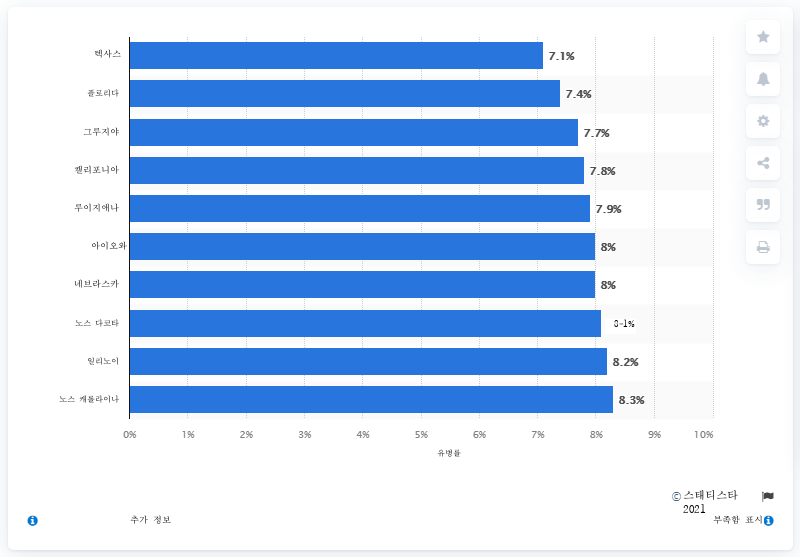 텍사스
7.1%
플로리다
7.4%
그루지야
7.7%
캘리포니아
7.8%
루이지애나
7.9%
아이오와
8%
네브라스카
8%
노스 다코타
8-1%
일리노이
8.2%
노스 캐롤라이나
8.3%
0% 1% 2% 3% 4% 5% 6% 7% 8% 9% 10%
유병률
© 스태티스타
2021
추가 정보
부족함 표시